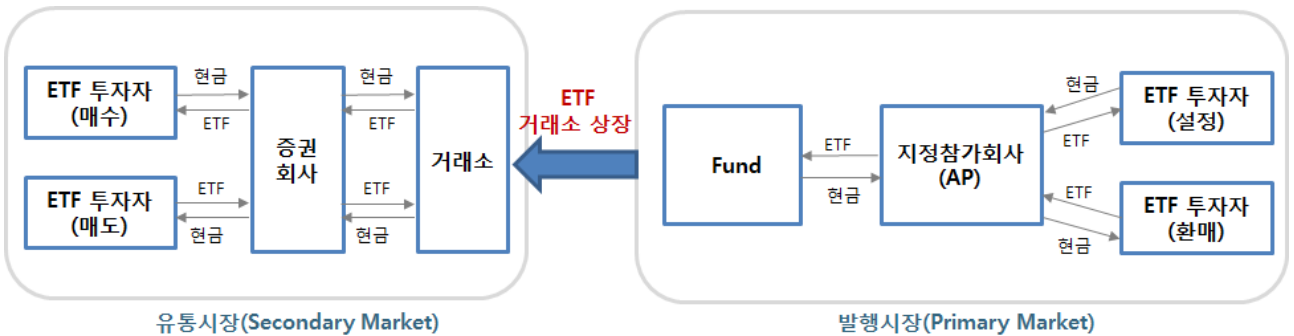 ETF 투자자
(매수)
현금
ETF
ETF 투자자
(매도)
ETF
현금
증권
회사
현금
ETF
ETF
현금
거래소
유통시장(Secondary Market)
ETF
거래소 상장
Fund
ETF
현금
지정참가회사
(AP)
현금
ETF
ETF 투자자
(설정)
ETF
현금
ETF 투자자
(환매)
발행시장(Primary Market)